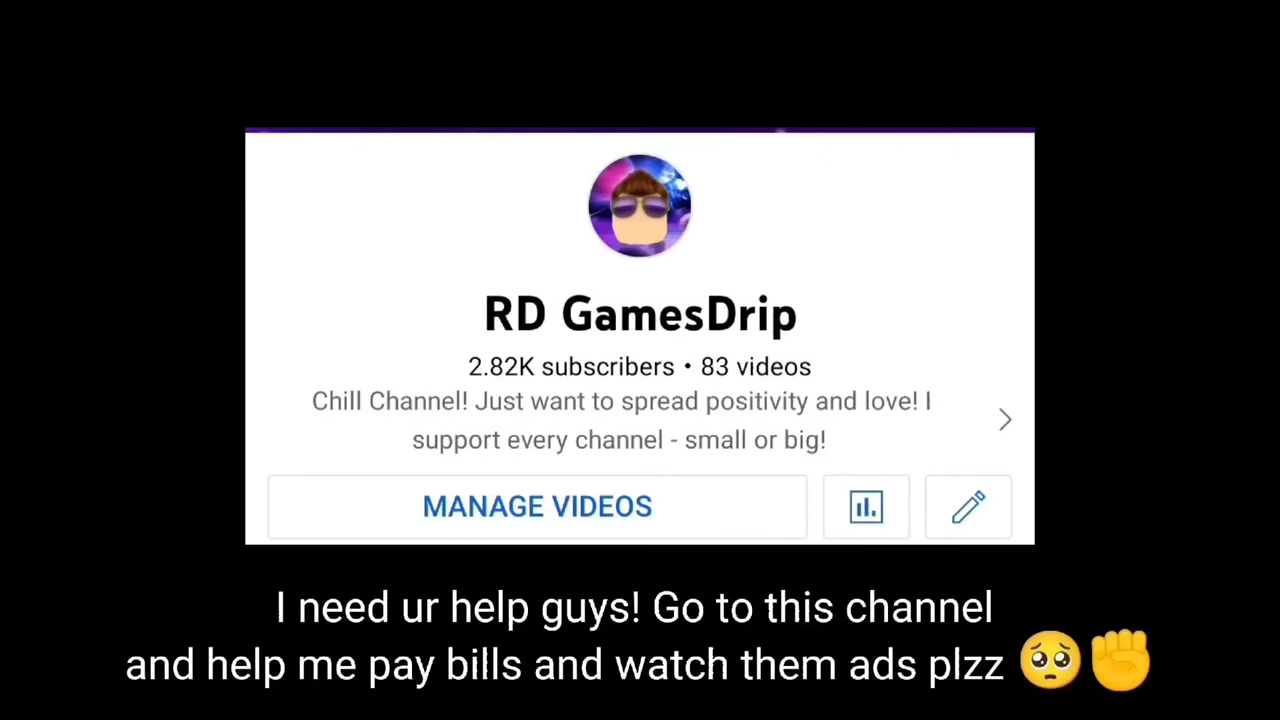 RD GamesDrip
2.82K subscribers • 83 videos
Chill Channel! Just want to spread positivity and love! I
support every channel - small or big!
MANAGE VIDEOS
I need ur help guys! Go to this channel
and help me pay bills and watch them ads plzz 🥺✊